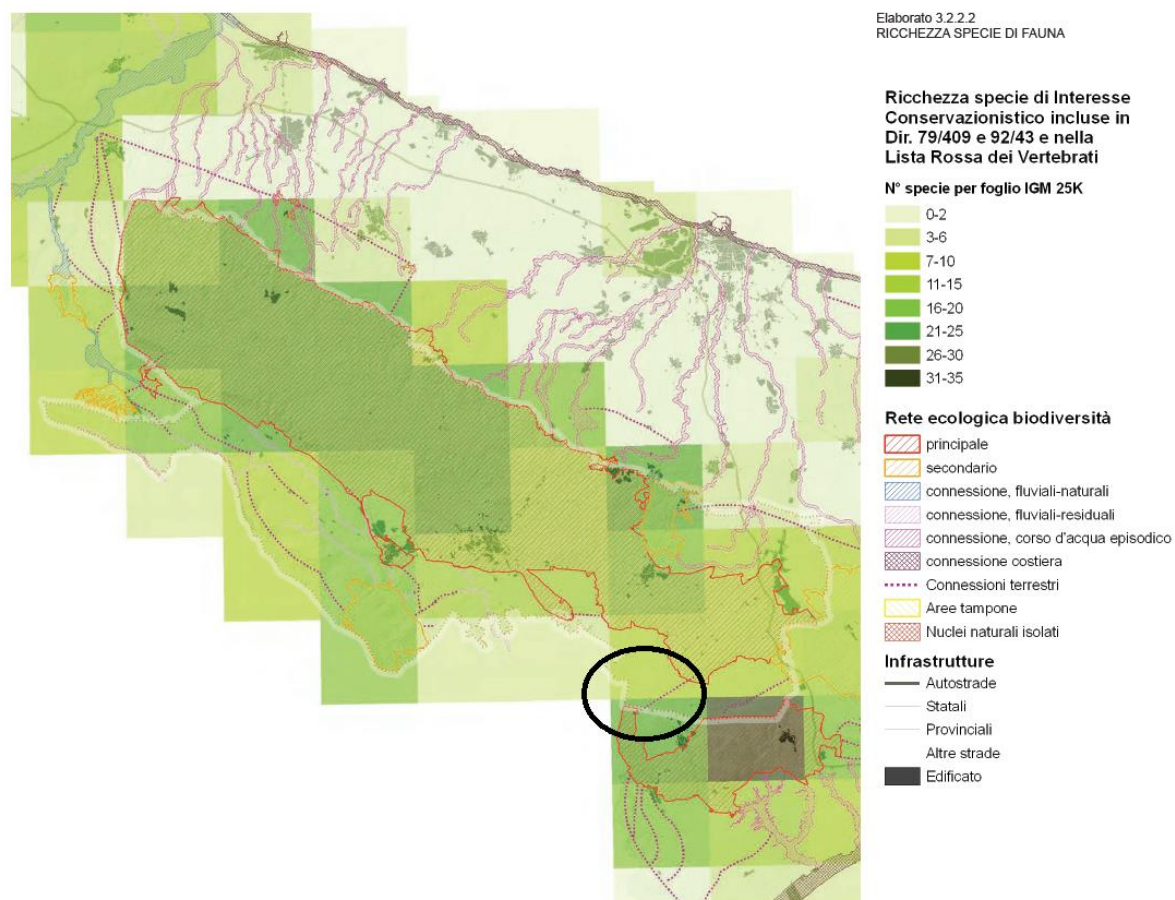 Elaborato 3.2.2.2
RICCHEZZA SPECIE DI FAUNA
Ricchezza specie di Interesse
Conservazionistico incluse in
Dir. 79/409 e 92/43 e nella
Lista Rossa dei Vertebrati
N° specie per foglio IGM 25K
0-2
3-6
7-10
11-15
16-20
21-25
26-30
31-35
Rete ecologica biodiversità
principale
secondario
connessione, fluviali-naturali
connessione, fluviali-residuali
connessione, corso d'acqua episodico
connessione costiera
Connessioni terrestri
Aree tampone
Nuclei naturali isolati
Infrastrutture
Autostrade
Statali
Provinciali
Altre strade
Edificato